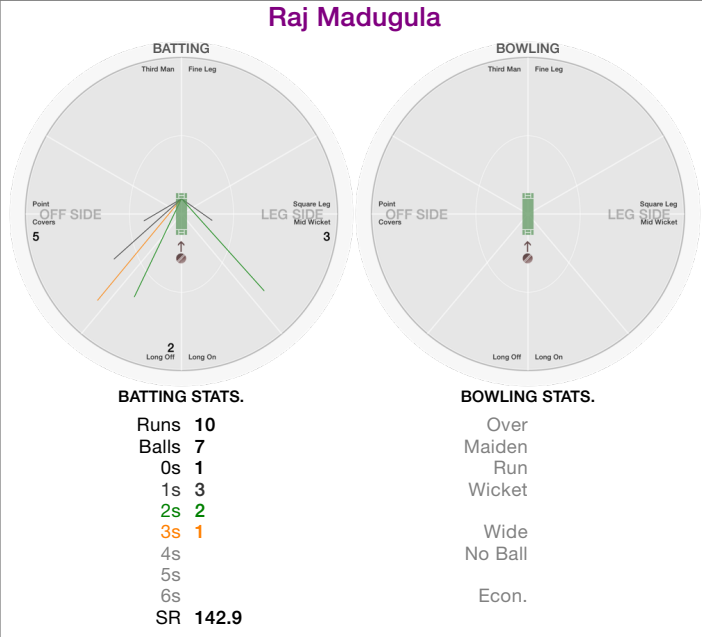 Raj Madugula
BATTING
Third Man Fine Leg
Point
OFF SIDE
Covers
5
Square Leg
LEG SIDE
Mid Wicket
3
2
Long Off Long On
BATTING STATS.
Runs 10
Balls 7
0s 1
1s 3
2s 2
3s 1
4s
5s
6s
SR 142.9
BOWLING
Third Man Fine Leg
Point
OFF SIDE
Covers
Square Leg
LEG SIDE
Mid Wicket
Long Off Long On
BOWLING STATS.
Over
Maiden
Run
Wicket
Wide
No Ball
Econ.